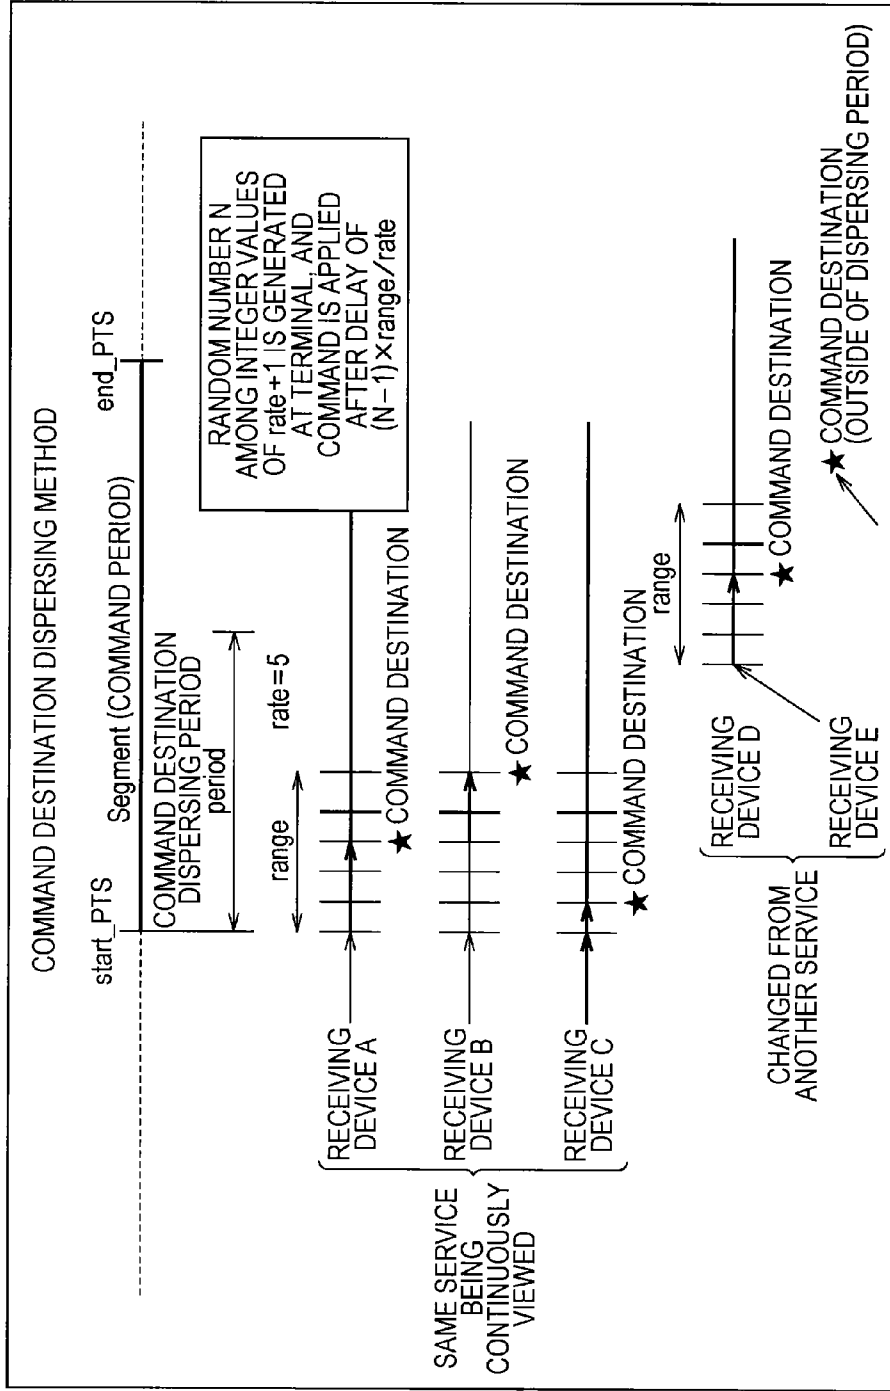 COMMAND DESTINATION DISPERSING METHOD
Segment (COMMAND PERIOD)
start_PTS
end_PTS
COMMAND DESTINATION
DISPERSING PERIOD
period
range
rate=5
RANDOM NUMBER N
AMONG INTEGER VALUES
OF rate+1 IS GENERATED
AT TERMINAL, AND
COMMAND IS APPLIED
AFTER DELAY OF
(N−1)×range/rate
SAME SERVICE
BEING
CONTINUOUSLY
VIEWED
RECEIVING
DEVICE A
★ COMMAND DESTINATION
RECEIVING
DEVICE B
★ COMMAND DESTINATION
RECEIVING
DEVICE C
★ COMMAND DESTINATION
CHANGED FROM
ANOTHER SERVICE
range
RECEIVING
DEVICE D
★ COMMAND DESTINATION
RECEIVING
DEVICE E
★ COMMAND DESTINATION
(OUTSIDE OF DISPERSING PERIOD)